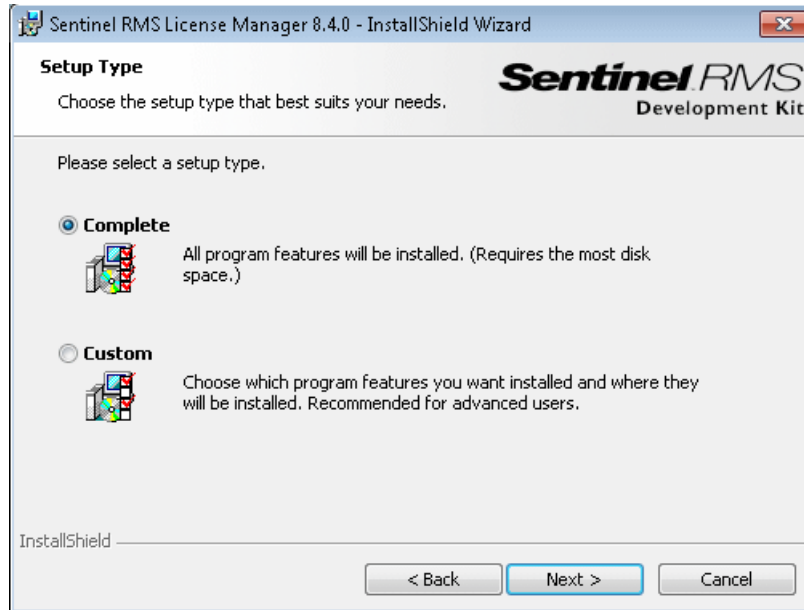 Sentinel RMS License Manager 8.4.0 - InstallShield Wizard
Setup Type
Choose the setup type that best suits your needs.
Sentinel RMS
Development Kit
Please select a setup type.
Complete
All program features will be installed. (Requires the most disk
space.)
Custom
Choose which program features you want installed and where they
will be installed. Recommended for advanced users.
InstallShield
< Back
Next >
Cancel